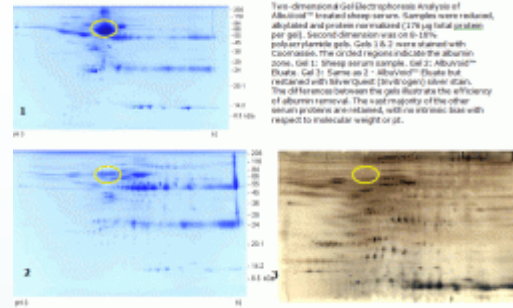 Two-dimensional Gel Electrophoresis Analysis of
AlbuVoid™ treated sheep serum. Samples were reduced,
alkylated and protein normalized (178 µg total protein
per gel). Second dimension was on 8-18%
polyacrylamide gels. Gels 1 & 2 were stained with
Coomassie. The circled regions indicate the albumin
zone. Gel 1: Sheep serum sample. Gel 2: AlbuVoid™
Eluate. Gel 3: Same as 2 - AlbuVoid™ Eluate but
restained with SilverQuest (Invitrogen) silver stain.
The differences between the gels illustrate the efficiency
of albumin removal. The vast majority of the other
serum proteins are retained, with no intrinsic bias with
respect to molecular weight or pI.
1
2
3